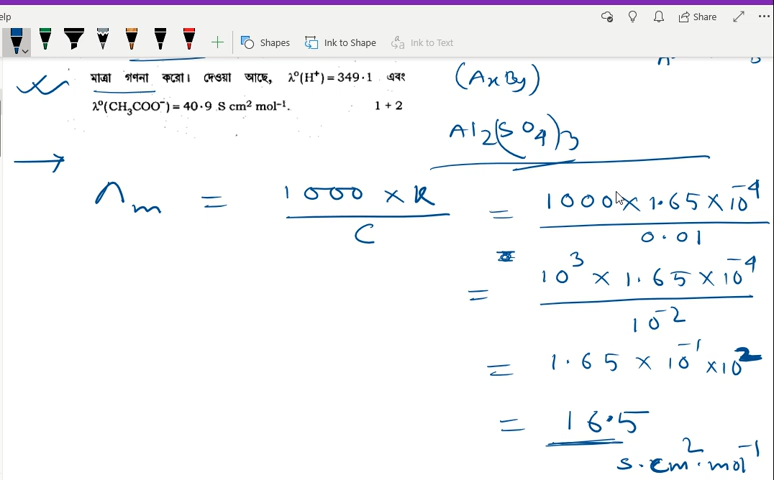 elp
Share
Shapes
Ink to Shape
Ink to Text
মাত্রা গণনা করো। দেওয়া আছে, λ⁰(H⁺) = 349·1 এবং
λ⁰(CH₃COO⁻) = 40·9 S cm² mol⁻¹. 1 + 2
(AxBy)
Al₂(SO₄)₃
Λm = 1000 × K / C = 1000 × 1.65 × 10⁻⁴ / 0.01
= 10³ × 1.65 × 10⁻⁴ / 10⁻²
= 1.65 × 10⁻¹ × 10²
= 16.5
S. cm². mol⁻¹